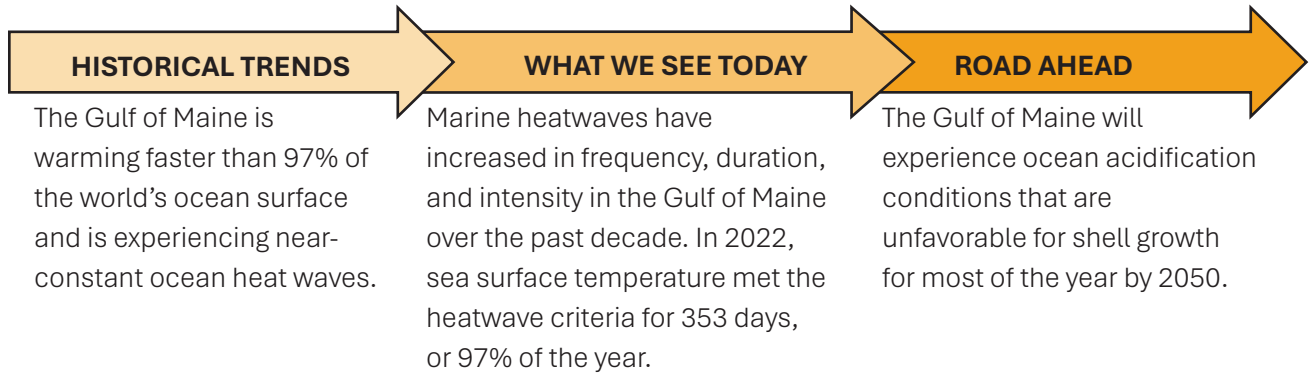 HISTORICAL TRENDS
The Gulf of Maine is
warming faster than 97% of
the world’s ocean surface
and is experiencing near-
constant ocean heat waves.
WHAT WE SEE TODAY
Marine heatwaves have
increased in frequency, duration,
and intensity in the Gulf of Maine
over the past decade. In 2022,
sea surface temperature met the
heatwave criteria for 353 days,
or 97% of the year.
ROAD AHEAD
The Gulf of Maine will
experience ocean acidification
conditions that are
unfavorable for shell growth
for most of the year by 2050.